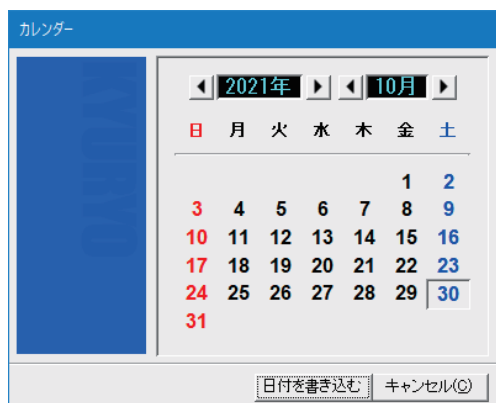 カレンダー
KYURYO
2021年 10月
日 月 火 水 木 金 土
1 2
3 4 5 6 7 8 9
10 11 12 13 14 15 16
17 18 19 20 21 22 23
24 25 26 27 28 29 30
31
日付を書き込む キャンセル(C)